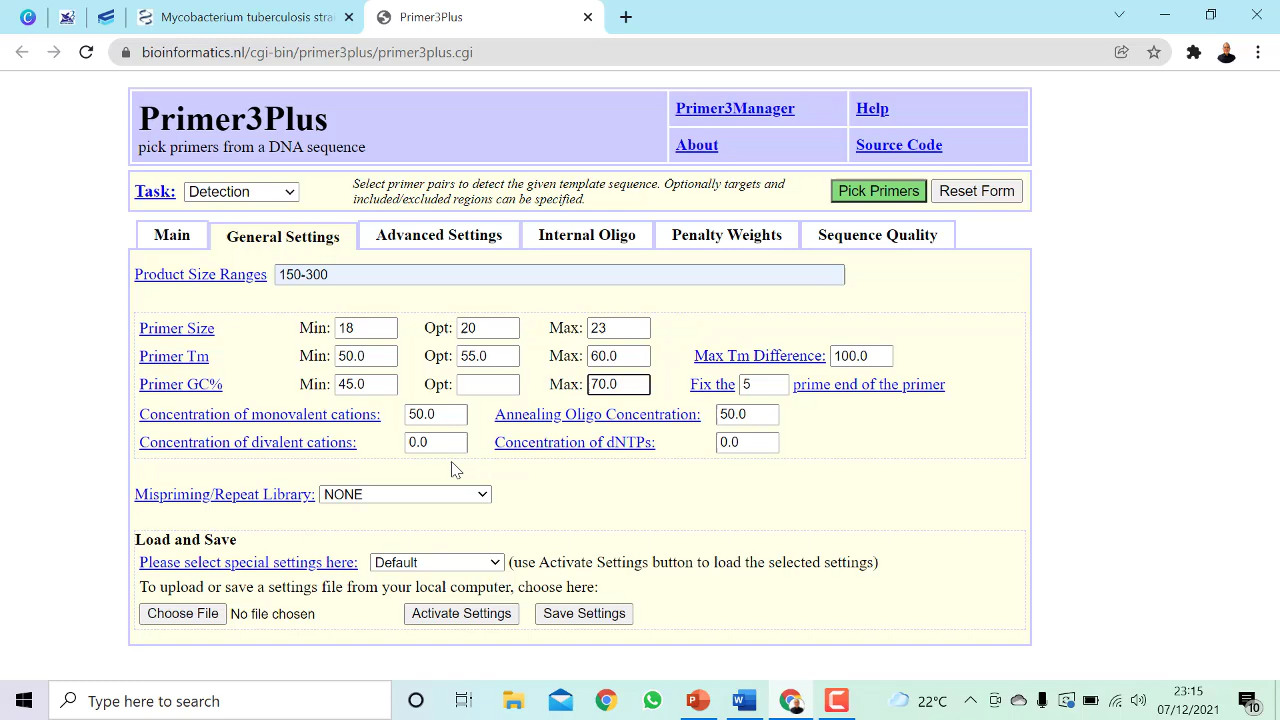 Mycobacterium tuberculosis stra
Primer3Plus
bioinformatics.nl/cgi-bin/primer3plus/primer3plus.cgi
Primer3Plus
pick primers from a DNA sequence
Primer3Manager
Help
About
Source Code
Task:
Detection
Select primer pairs to detect the given template sequence. Optionally targets and
included/excluded regions can be specified.
Pick Primers
Reset Form
Main
General Settings
Advanced Settings
Internal Oligo
Penalty Weights
Sequence Quality
Product Size Ranges 150-300
Primer Size Min: 18 Opt: 20 Max: 23
Primer Tm Min: 50.0 Opt: 55.0 Max: 60.0 Max Tm Difference: 100.0
Primer GC% Min: 45.0 Opt: Max: 70.0 Fix the 5 prime end of the primer
Concentration of monovalent cations: 50.0 Annealing Oligo Concentration: 50.0
Concentration of divalent cations: 0.0 Concentration of dNTPs: 0.0
Mispriming/Repeat Library: NONE
Load and Save
Please select special settings here: Default (use Activate Settings button to load the selected settings)
To upload or save a settings file from your local computer, choose here:
Choose File No file chosen Activate Settings Save Settings
Type here to search
22°C
23:15
07/12/2021
10